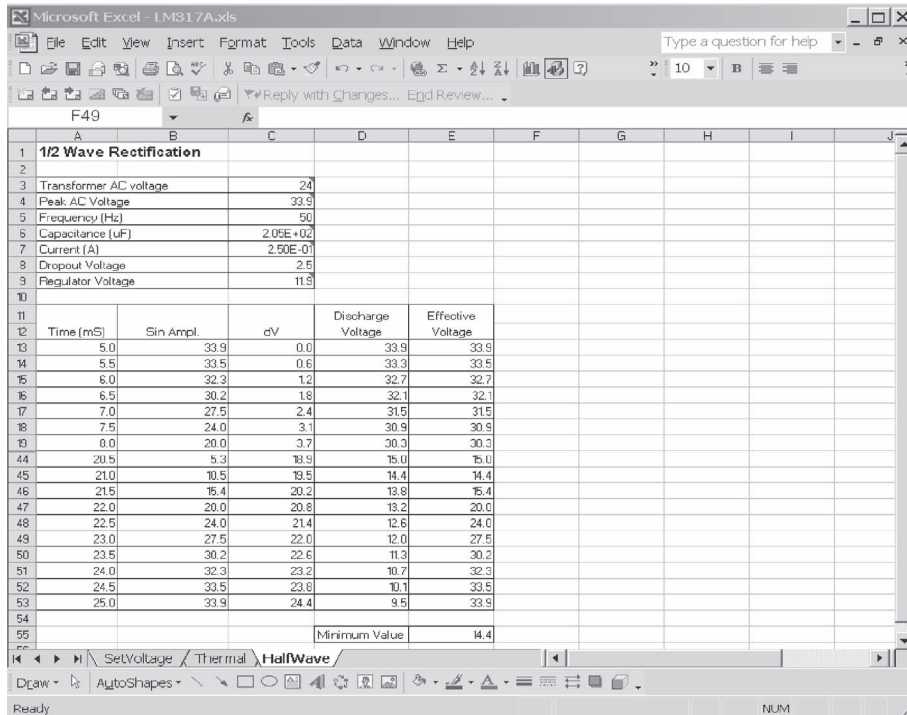 Microsoft Excel - LM317A.xls
File Edit View Insert Format Tools Data Window Help Type a question for help
10 B
Reply with Changes... End Review...
F49 fx
A B C D E F G H I J
1 1/2 Wave Rectification
2
3 Transformer AC voltage 24
4 Peak AC Voltage 33.9
5 Frequency (Hz) 50
6 Capacitance (uF) 2.05E+02
7 Current (A) 2.50E-01
8 Dropout Voltage 2.5
9 Regulator Voltage 11.9
10
11 Discharge Effective
12 Time (mS) Sin Ampl. dV Voltage Voltage
13 5.0 33.9 0.0 33.9 33.9
14 5.5 33.5 0.6 33.3 33.5
15 6.0 32.3 1.2 32.7 32.7
16 6.5 30.2 1.8 32.1 32.1
17 7.0 27.5 2.4 31.5 31.5
18 7.5 24.0 3.1 30.9 30.9
19 8.0 20.0 3.7 30.3 30.3
44 20.5 5.3 18.9 15.0 15.0
45 21.0 10.5 19.5 14.4 14.4
46 21.5 15.4 20.2 13.8 15.4
47 22.0 20.0 20.8 13.2 20.0
48 22.5 24.0 21.4 12.6 24.0
49 23.0 27.5 22.0 12.0 27.5
50 23.5 30.2 22.6 11.3 30.2
51 24.0 32.3 23.2 10.7 32.3
52 24.5 33.5 23.8 10.1 33.5
53 25.0 33.9 24.4 9.5 33.9
54
55 Minimum Value 14.4
SetVoltage Thermal HalfWave
Draw AutoShapes
Ready NUM